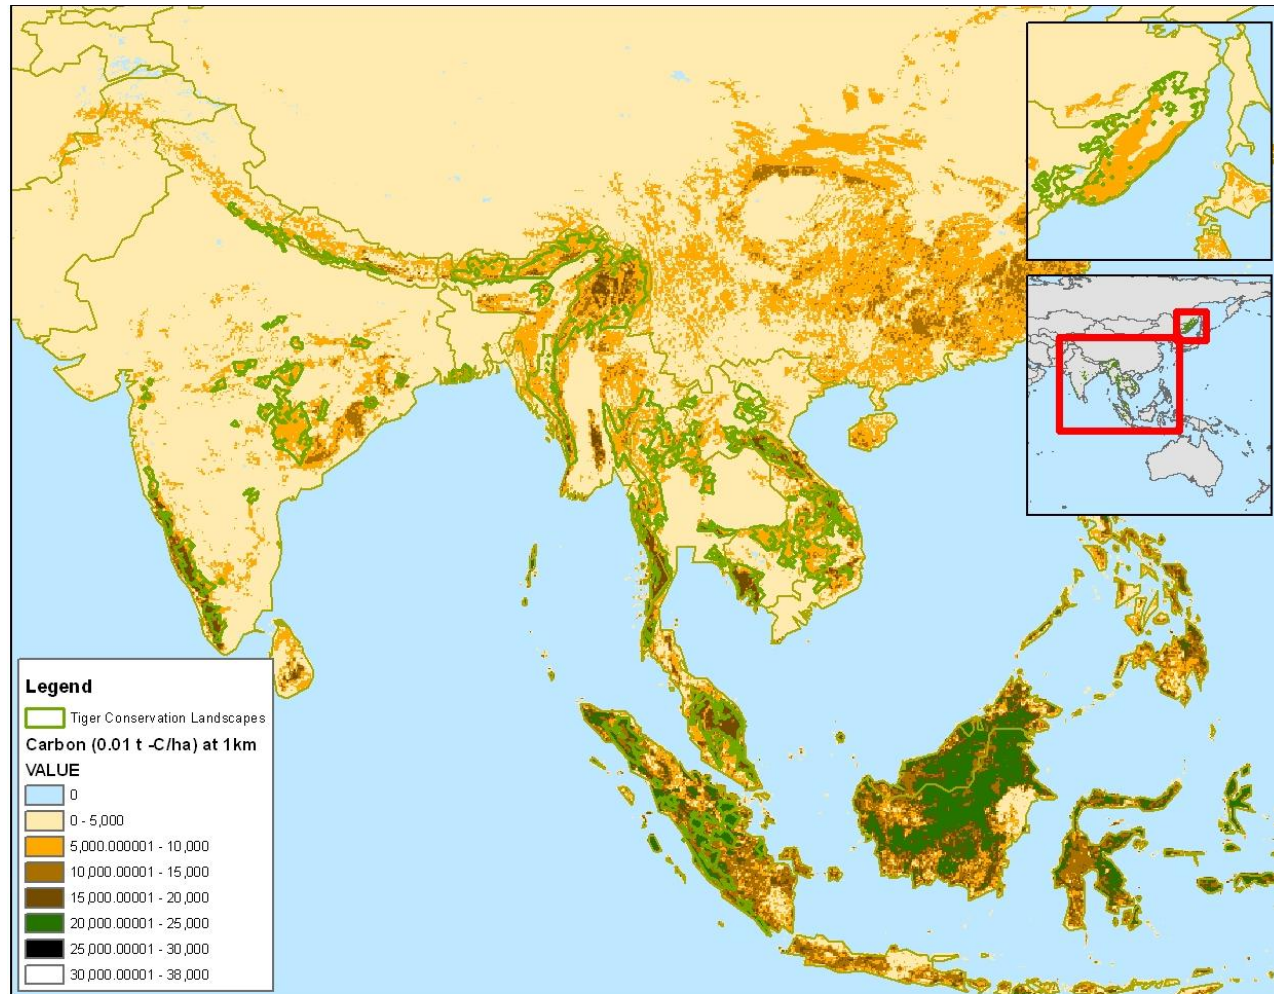 Legend
Tiger Conservation Landscapes
Carbon (0.01 t -C/ha) at 1km
VALUE
0
0 - 5,000
5,000.000001 - 10,000
10,000.00001 - 15,000
15,000.00001 - 20,000
20,000.00001 - 25,000
25,000.00001 - 30,000
30,000.00001 - 38,000